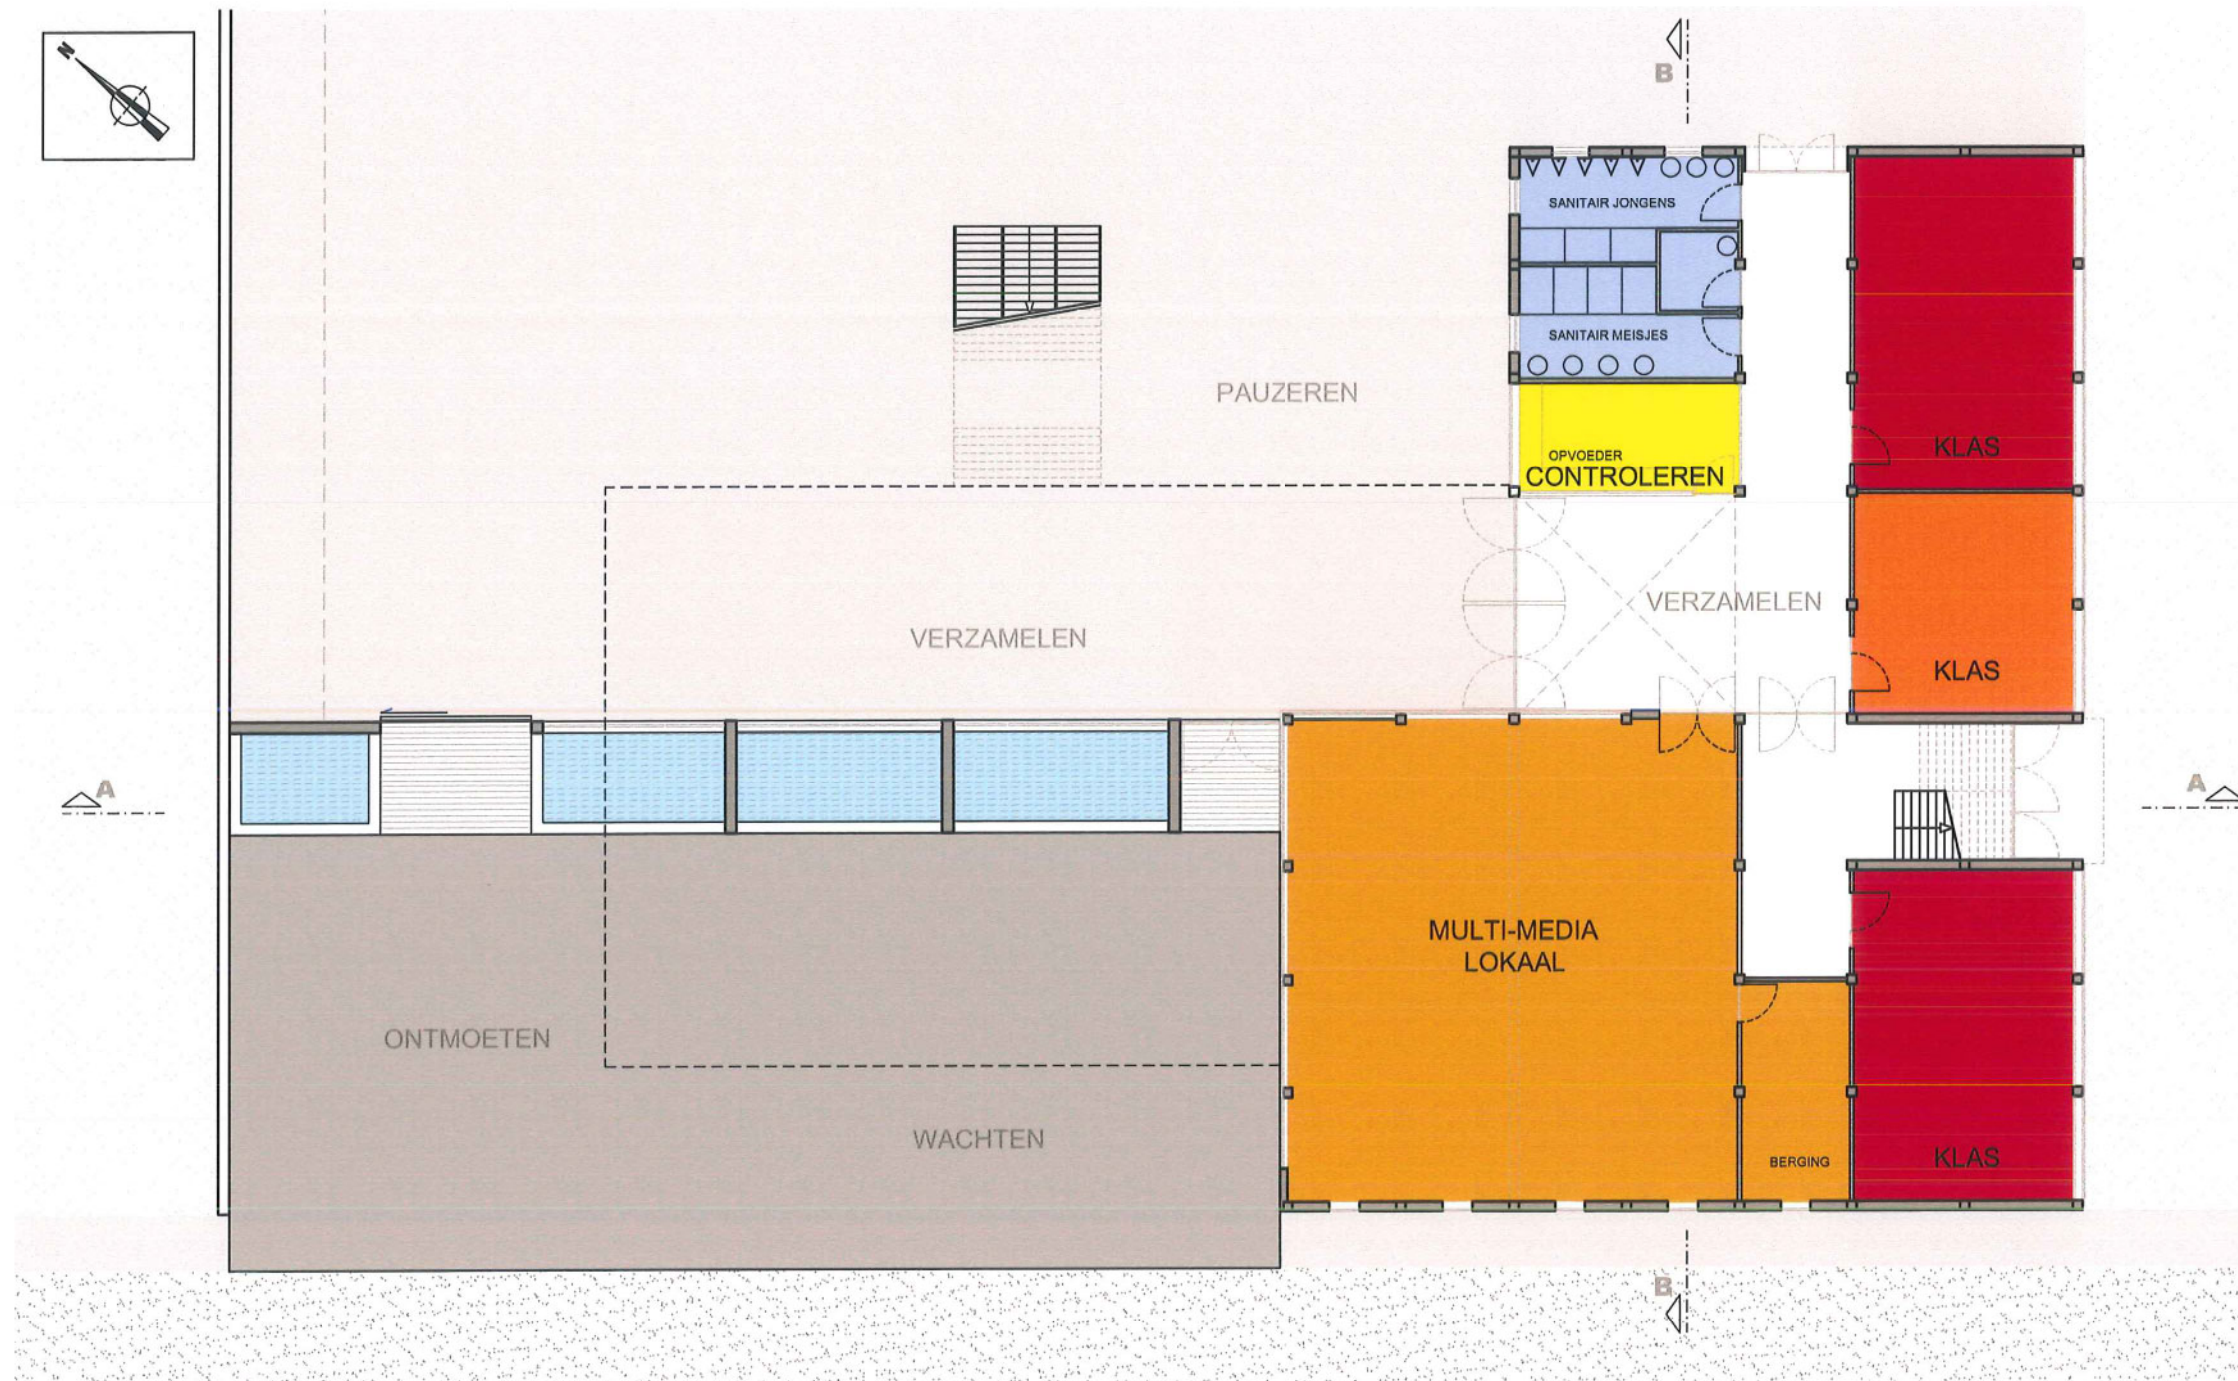 N
B
SANITAIR JONGENS
SANITAIR MEISJES
PAUZEREN
OPVOEDER
CONTROLEREN
KLAS
VERZAMELEN
VERZAMELEN
KLAS
A
A
MULTI-MEDIA
LOKAAL
ONTMOETEN
WACHTEN
BERGING
KLAS
B